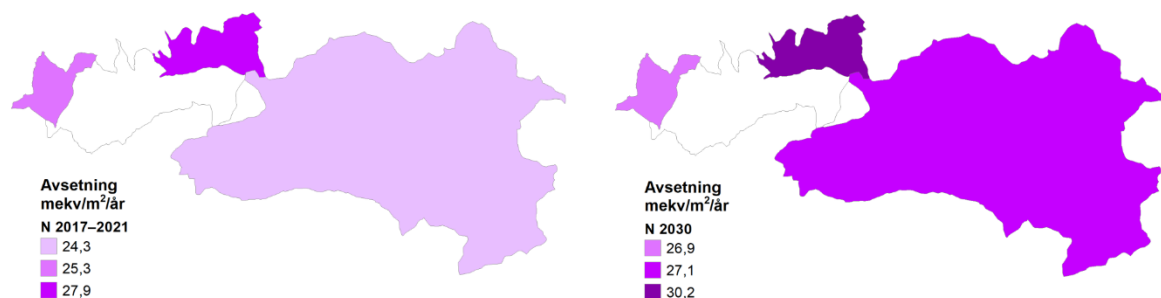 Avsetning
mekv/m²/år
N 2017–2021
24,3
25,3
27,9
Avsetning
mekv/m²/år
N 2030
26,9
27,1
30,2